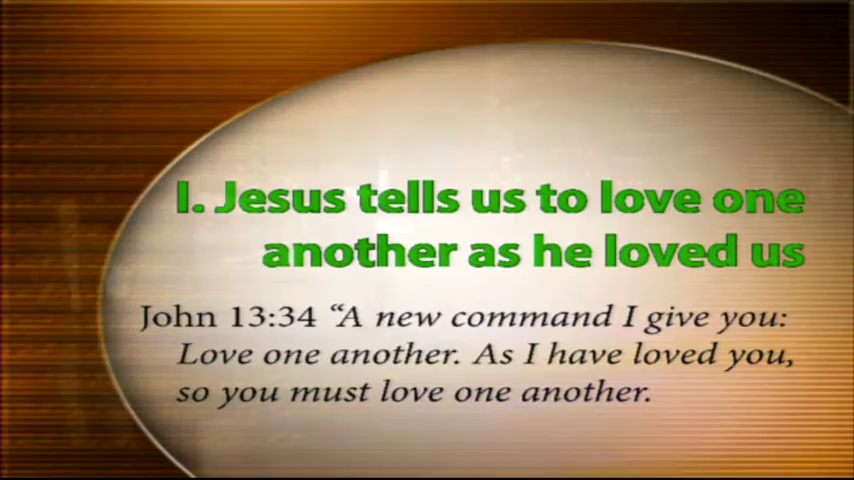 I. Jesus tells us to love one
another as he loved us
John 13:34 “A new command I give you:
Love one another. As I have loved you,
so you must love one another.